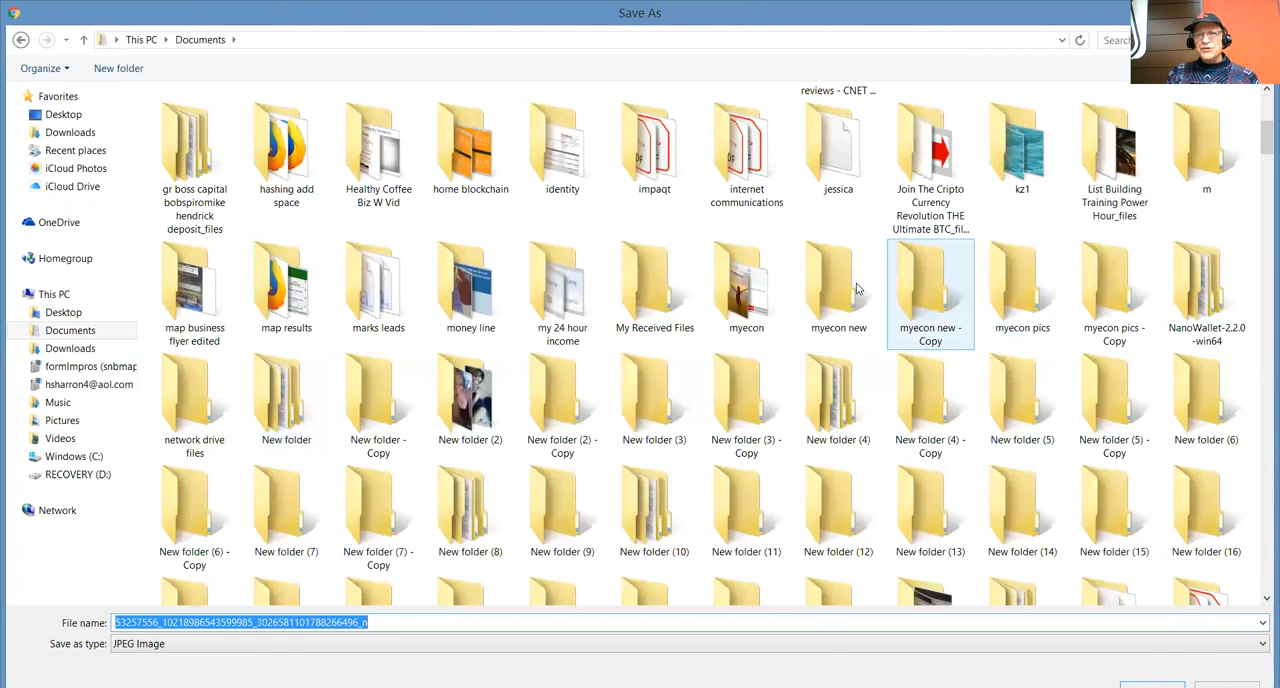 Save As
This PC
Documents
Search
Organize
New folder
Favorites
Desktop
Downloads
Recent places
iCloud Photos
iCloud Drive
OneDrive
Homegroup
This PC
Desktop
Documents
Downloads
formImpros (snbmap
hsharron4@aol.com
Music
Pictures
Videos
Windows (C:)
RECOVERY (D:)
Network
reviews - CNET ...
gr boss capital
bobspiromike
hendrick
deposit_files
hashing add
space
Healthy Coffee
Biz W Vid
home blockchain
identity
impaqt
internet
communications
jessica
Join The Cripto
Currency
Revolution THE
Ultimate BTC_fil...
kz1
List Building
Training Power
Hour_files
m
map business
flyer edited
map results
marks leads
money line
my 24 hour
income
My Received Files
myecon
myecon new
myecon new -
Copy
myecon pics
myecon pics -
Copy
NanoWallet-2.2.0
-win64
network drive
files
New folder
New folder -
Copy
New folder (2)
New folder (2) -
Copy
New folder (3)
New folder (3) -
Copy
New folder (4)
New folder (4) -
Copy
New folder (5)
New folder (5) -
Copy
New folder (6)
New folder (6) -
Copy
New folder (7)
New folder (7) -
Copy
New folder (8)
New folder (9)
New folder (10)
New folder (11)
New folder (12)
New folder (13)
New folder (14)
New folder (15)
New folder (16)
File name:
53257556_10218986543599985_3026581101788266496_n
Save as type:
JPEG Image